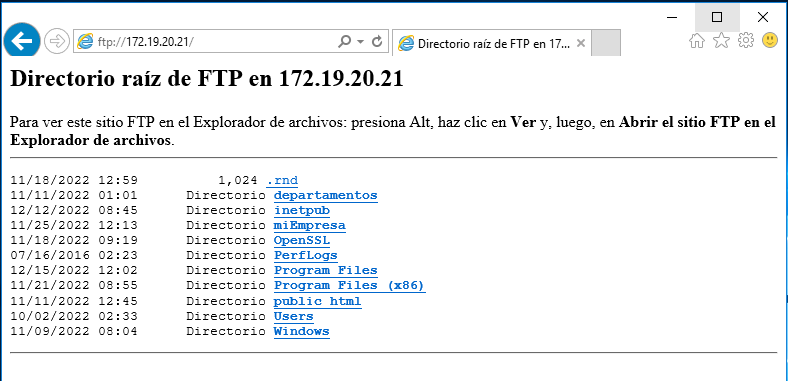 ftp://172.19.20.21/
Directorio raíz de FTP en 17...
Directorio raíz de FTP en 172.19.20.21
Para ver este sitio FTP en el Explorador de archivos: presiona Alt, haz clic en Ver y, luego, en Abrir el sitio FTP en el
Explorador de archivos.
11/18/2022 12:59 1,024 .rnd
11/11/2022 01:01 Directorio departamentos
12/12/2022 08:45 Directorio inetpub
11/25/2022 12:13 Directorio miEmpresa
11/18/2022 09:19 Directorio OpenSSL
07/16/2016 02:23 Directorio PerfLogs
12/15/2022 12:02 Directorio Program Files
11/21/2022 08:55 Directorio Program Files (x86)
11/11/2022 12:45 Directorio public_html
10/02/2022 02:33 Directorio Users
11/09/2022 08:04 Directorio Windows